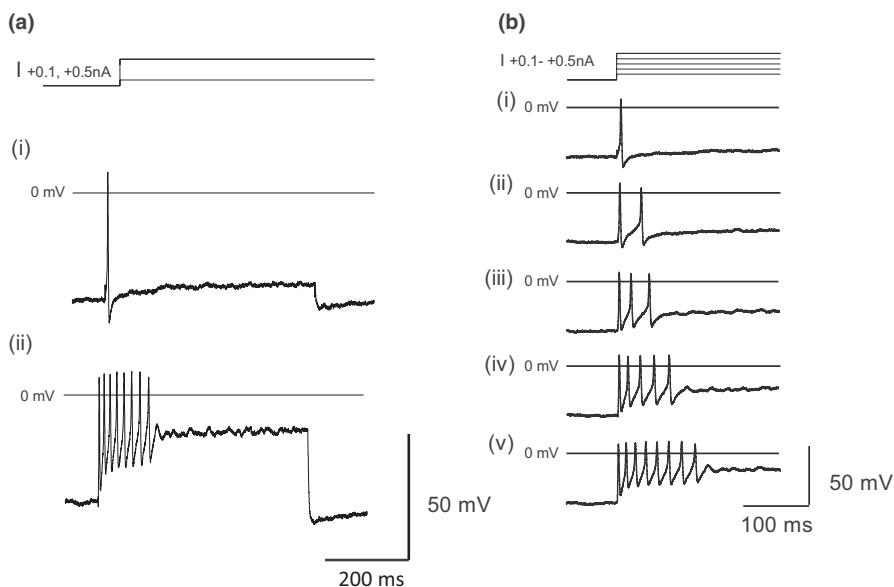 (a)
I +0.1, +0.5nA
(i)
0 mV
(ii)
0 mV
50 mV
200 ms
(b)
I +0.1- +0.5nA
(i) 0 mV
(ii) 0 mV
(iii) 0 mV
(iv) 0 mV
(v) 0 mV
50 mV
100 ms